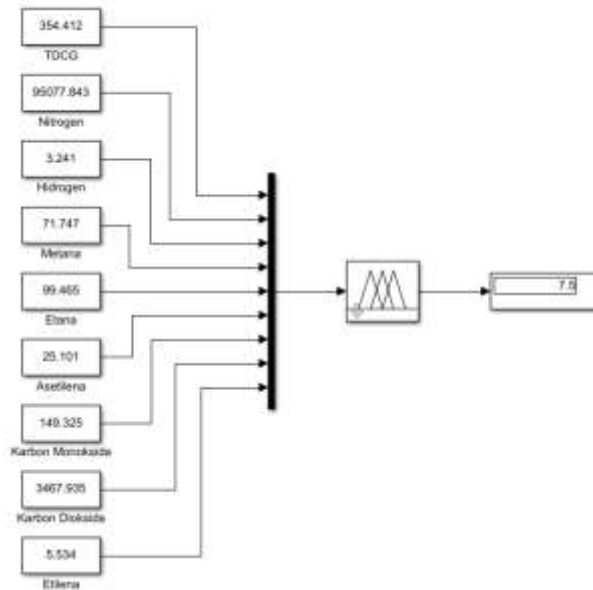 354.412
TDCG
95077.843
Nitrogen
3.241
Hidrogen
71.747
Metana
99.465
Etana
25.101
Asetilena
149.325
Karbon Monoksida
3467.935
Karbon Dioksida
5.534
Etilena
7.5